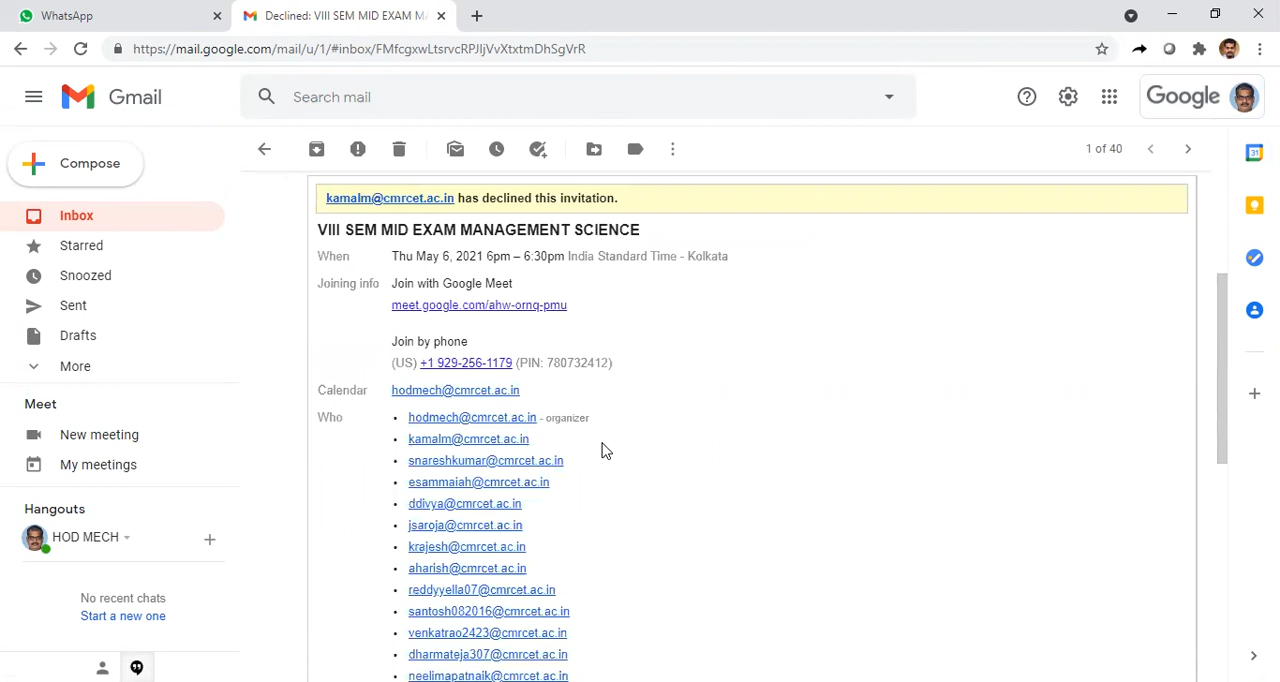 WhatsApp
Declined: VIII SEM MID EXAM MA
https://mail.google.com/mail/u/1/#inbox/FMfcgxwLtsrvcRPJljVvXtxtmDhSgVrR
Gmail
Search mail
Google
Compose
1 of 40
Inbox
Starred
Snoozed
Sent
Drafts
More
Meet
New meeting
My meetings
Hangouts
HOD MECH
No recent chats
Start a new one
kamalm@cmrcet.ac.in has declined this invitation.
VIII SEM MID EXAM MANAGEMENT SCIENCE
When Thu May 6, 2021 6pm – 6:30pm India Standard Time - Kolkata
Joining info Join with Google Meet
meet.google.com/ahw-ornq-pmu
Join by phone
(US) +1 929-256-1179 (PIN: 780732412)
Calendar hodmech@cmrcet.ac.in
Who • hodmech@cmrcet.ac.in - organizer
• kamalm@cmrcet.ac.in
• snareshkumar@cmrcet.ac.in
• esammaiah@cmrcet.ac.in
• ddivya@cmrcet.ac.in
• jsaroja@cmrcet.ac.in
• krajesh@cmrcet.ac.in
• aharish@cmrcet.ac.in
• reddyyella07@cmrcet.ac.in
• santosh082016@cmrcet.ac.in
• venkatrao2423@cmrcet.ac.in
• dharmateja307@cmrcet.ac.in
• neelimapatnaik@cmrcet.ac.in
31